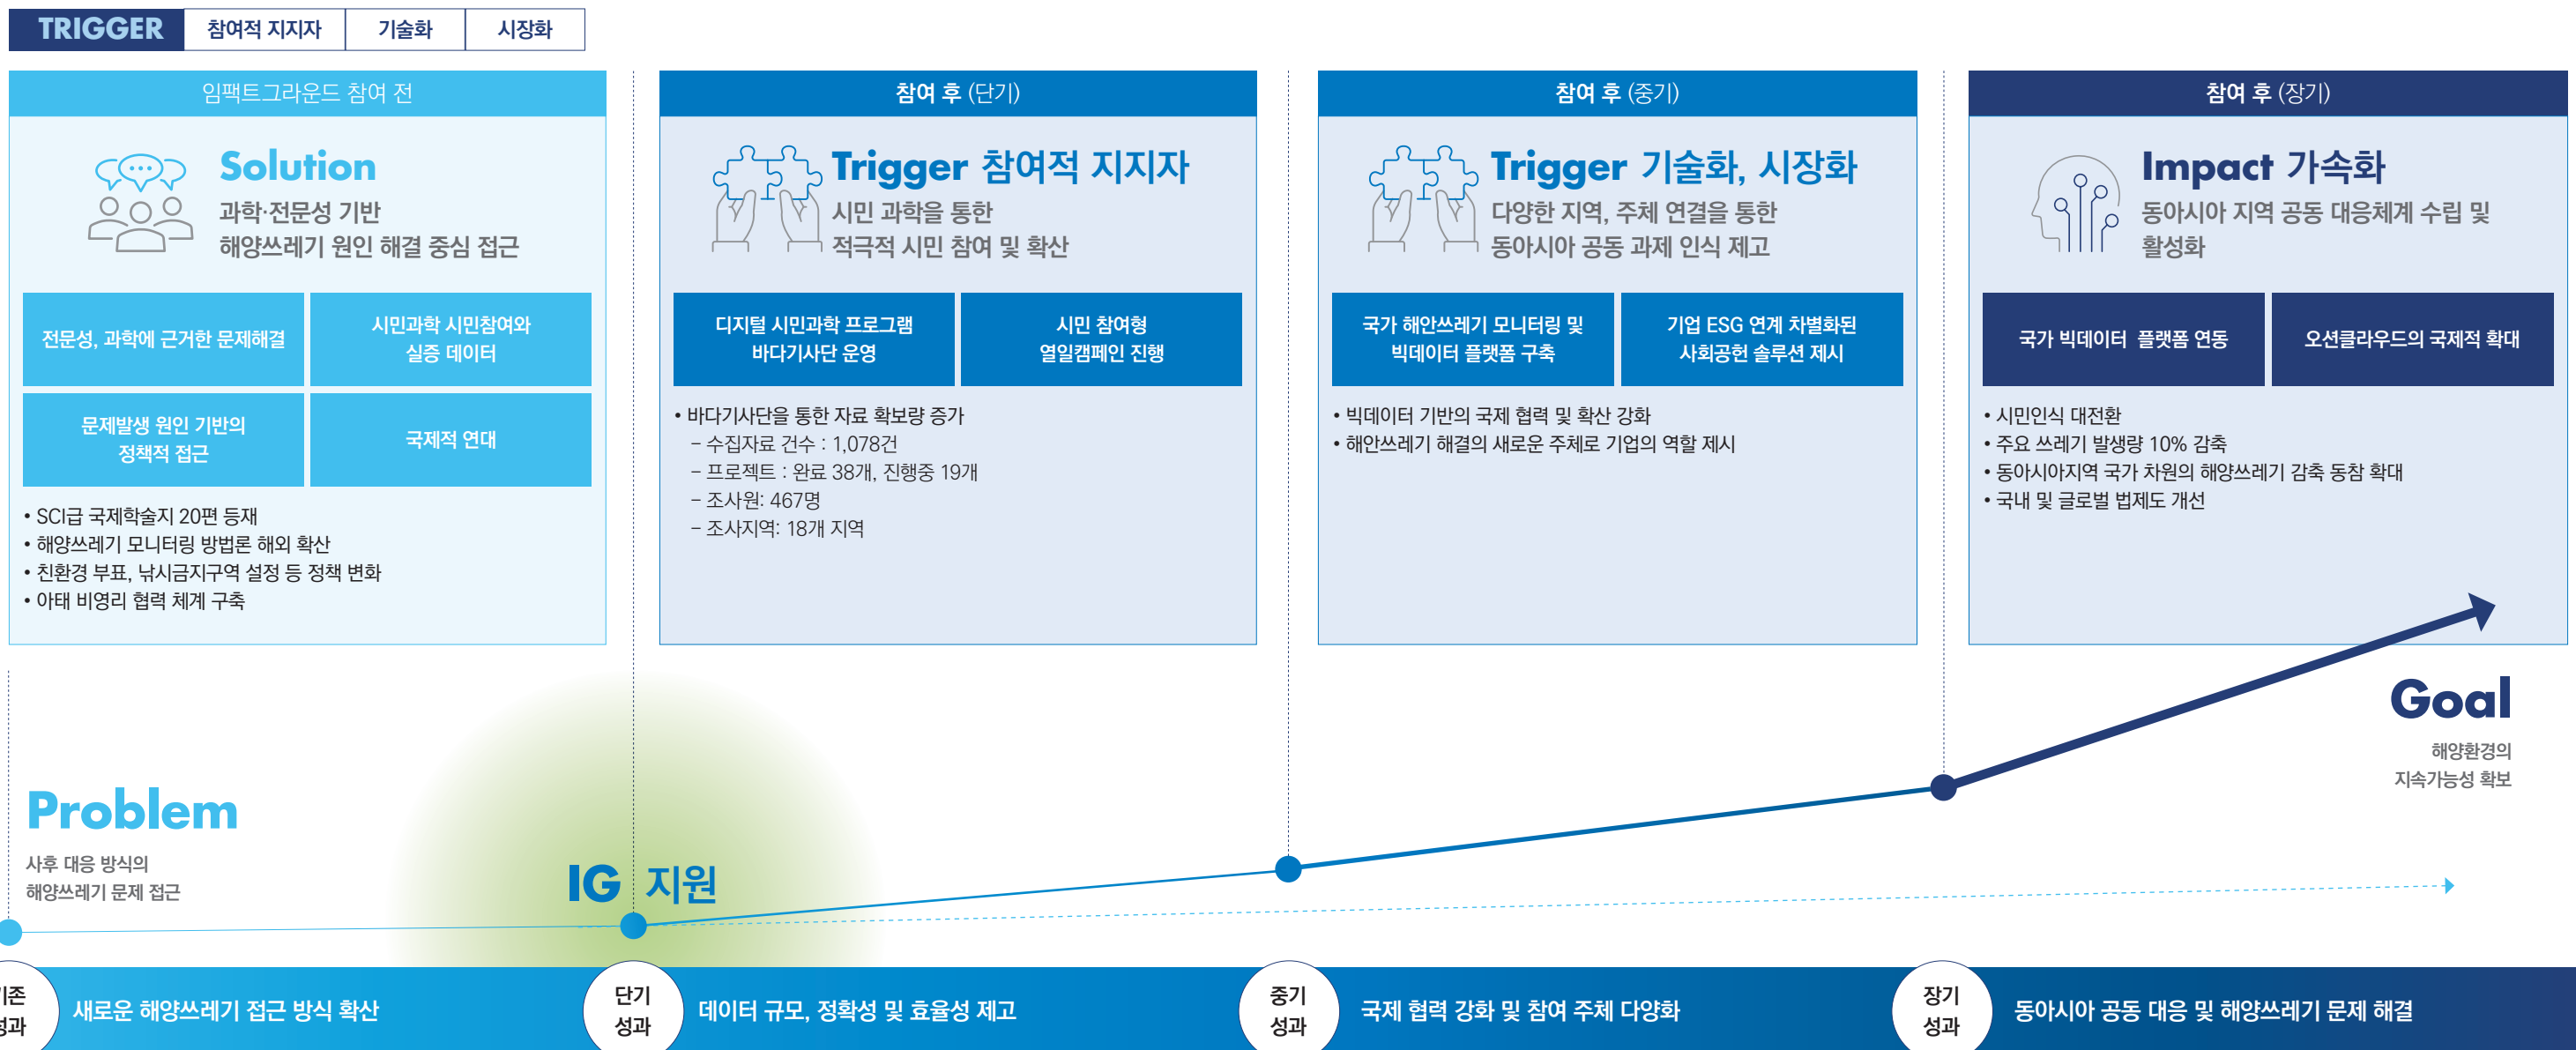 TRIGGER 참여적 지지자 기술화 시장화
임팩트그라운드 참여 전
Solution
과학·전문성 기반
해양쓰레기 원인 해결 중심 접근
전문성, 과학에 근거한 문제해결
시민과학 시민참여와
실증 데이터
문제발생 원인 기반의
정책적 접근
국제적 연대
• SCI급 국제학술지 20편 등재
• 해양쓰레기 모니터링 방법론 해외 확산
• 친환경 부표, 낚시금지구역 설정 등 정책 변화
• 아태 비영리 협력 체계 구축
참여 후 (단기)
Trigger 참여적 지지자
시민 과학을 통한
적극적 시민 참여 및 확산
디지털 시민과학 프로그램
바다기사단 운영
시민 참여형
열일캠페인 진행
• 바다기사단을 통한 자료 확보량 증가
– 수집자료 건수 : 1,078건
– 프로젝트 : 완료 38개, 진행중 19개
– 조사원: 467명
– 조사지역: 18개 지역
참여 후 (중기)
Trigger 기술화, 시장화
다양한 지역, 주체 연결을 통한
동아시아 공동 과제 인식 제고
국가 해안쓰레기 모니터링 및
빅데이터 플랫폼 구축
기업 ESG 연계 차별화된
사회공헌 솔루션 제시
• 빅데이터 기반의 국제 협력 및 확산 강화
• 해안쓰레기 해결의 새로운 주체로 기업의 역할 제시
참여 후 (장기)
Impact 가속화
동아시아 지역 공동 대응체계 수립 및
활성화
국가 빅데이터 플랫폼 연동
오션클라우드의 국제적 확대
• 시민인식 대전환
• 주요 쓰레기 발생량 10% 감축
• 동아시아지역 국가 차원의 해양쓰레기 감축 동참 확대
• 국내 및 글로벌 법제도 개선
Problem
사후 대응 방식의
해양쓰레기 문제 접근
IG 지원
Goal
해양환경의
지속가능성 확보
기존
성과
새로운 해양쓰레기 접근 방식 확산
단기
성과
데이터 규모, 정확성 및 효율성 제고
중기
성과
국제 협력 강화 및 참여 주체 다양화
장기
성과
동아시아 공동 대응 및 해양쓰레기 문제 해결